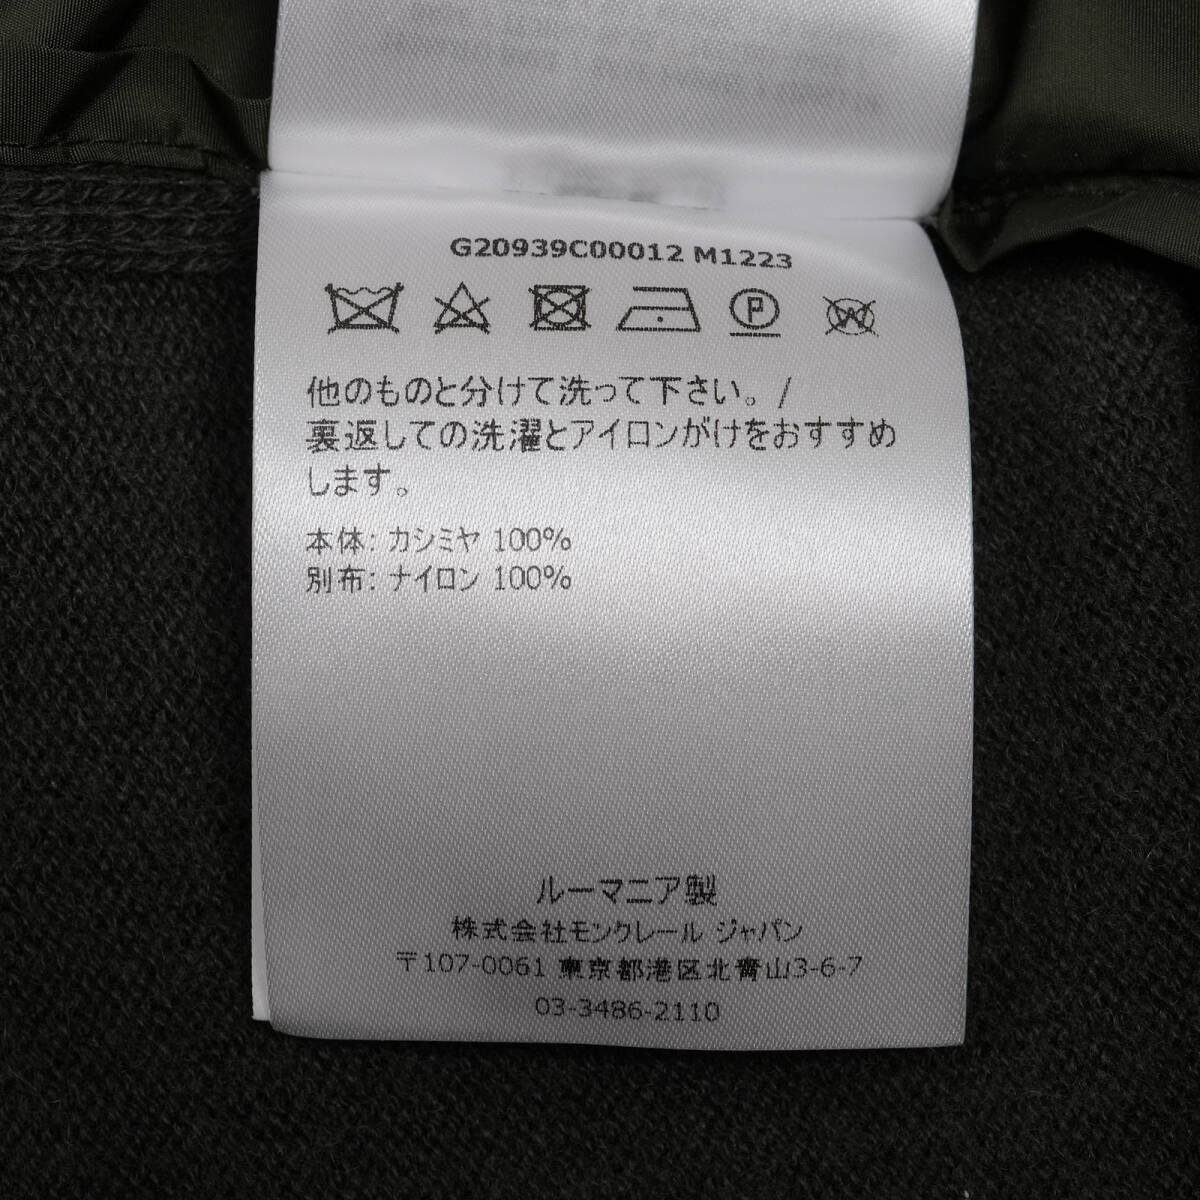 G20939C00012 M1223
P
W
他のものと分けて洗って下さい。/
裏返しての洗濯とアイロンがけをおすすめ
します。
本体: カシミヤ 100%
別布: ナイロン 100%
ルーマニア製
株式会社モンクレール ジャパン
〒107-0061 東京都港区北青山3-6-7
03-3486-2110